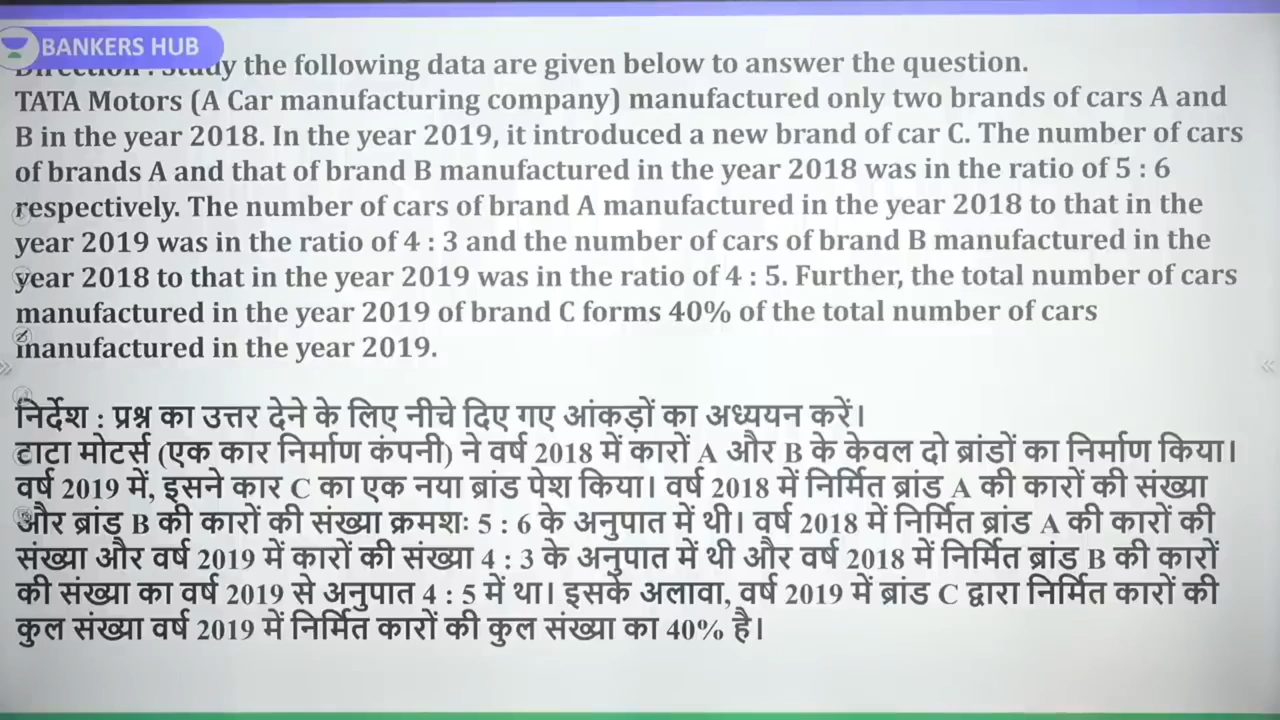 BANKERS HUB
Direction : Study the following data are given below to answer the question.
TATA Motors (A Car manufacturing company) manufactured only two brands of cars A and
B in the year 2018. In the year 2019, it introduced a new brand of car C. The number of cars
of brands A and that of brand B manufactured in the year 2018 was in the ratio of 5 : 6
respectively. The number of cars of brand A manufactured in the year 2018 to that in the
year 2019 was in the ratio of 4 : 3 and the number of cars of brand B manufactured in the
year 2018 to that in the year 2019 was in the ratio of 4 : 5. Further, the total number of cars
manufactured in the year 2019 of brand C forms 40% of the total number of cars
manufactured in the year 2019.
निर्देश : प्रश्न का उत्तर देने के लिए नीचे दिए गए आंकड़ों का अध्ययन करें।
टाटा मोटर्स (एक कार निर्माण कंपनी) ने वर्ष 2018 में कारों A और B के केवल दो ब्रांडों का निर्माण किया।
वर्ष 2019 में, इसने कार C का एक नया ब्रांड पेश किया। वर्ष 2018 में निर्मित ब्रांड A की कारों की संख्या
और ब्रांड B की कारों की संख्या क्रमशः 5 : 6 के अनुपात में थी। वर्ष 2018 में निर्मित ब्रांड A की कारों की
संख्या और वर्ष 2019 में कारों की संख्या 4 : 3 के अनुपात में थी और वर्ष 2018 में निर्मित ब्रांड B की कारों
की संख्या का वर्ष 2019 से अनुपात 4 : 5 में था। इसके अलावा, वर्ष 2019 में ब्रांड C द्वारा निर्मित कारों की
कुल संख्या वर्ष 2019 में निर्मित कारों की कुल संख्या का 40% है।